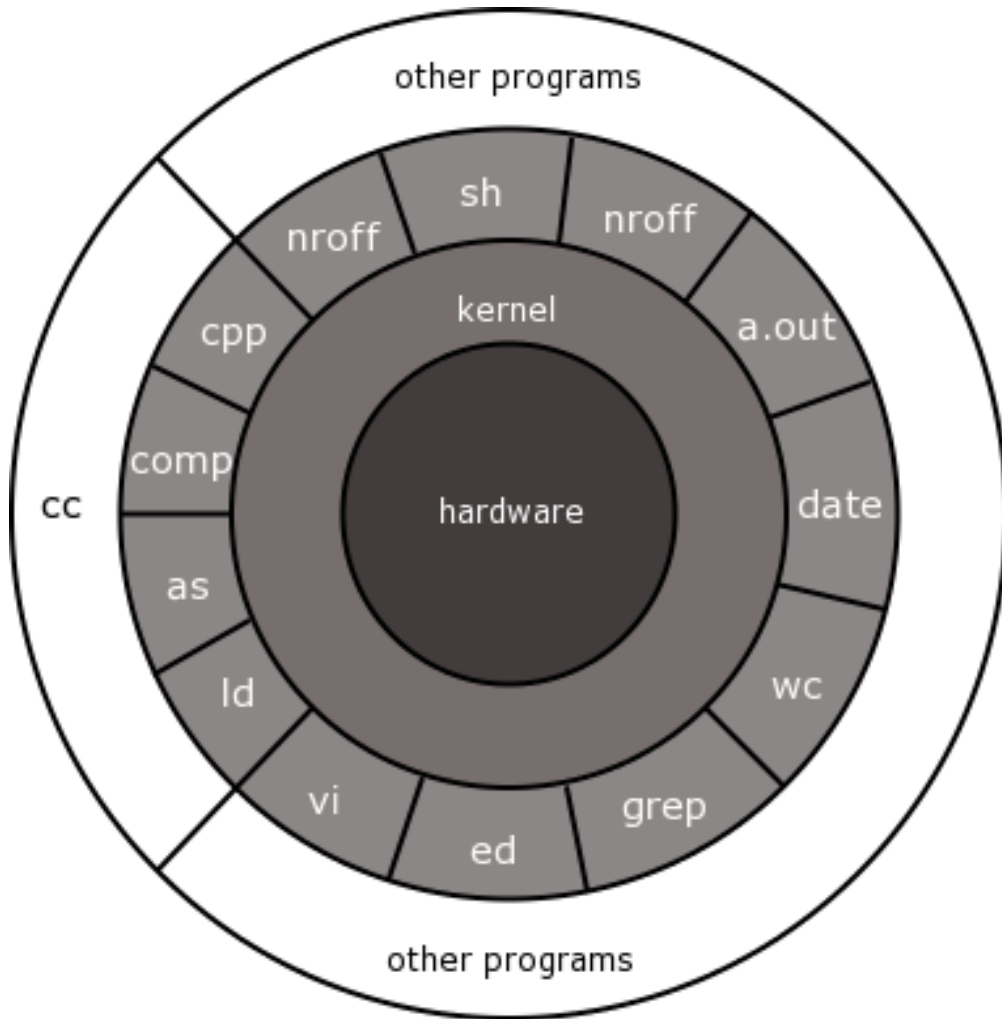 other programs
sh
nroff
nroff
kernel
a.out
cpp
comp
cc
hardware
date
as
ld
wc
vi
grep
ed
other programs